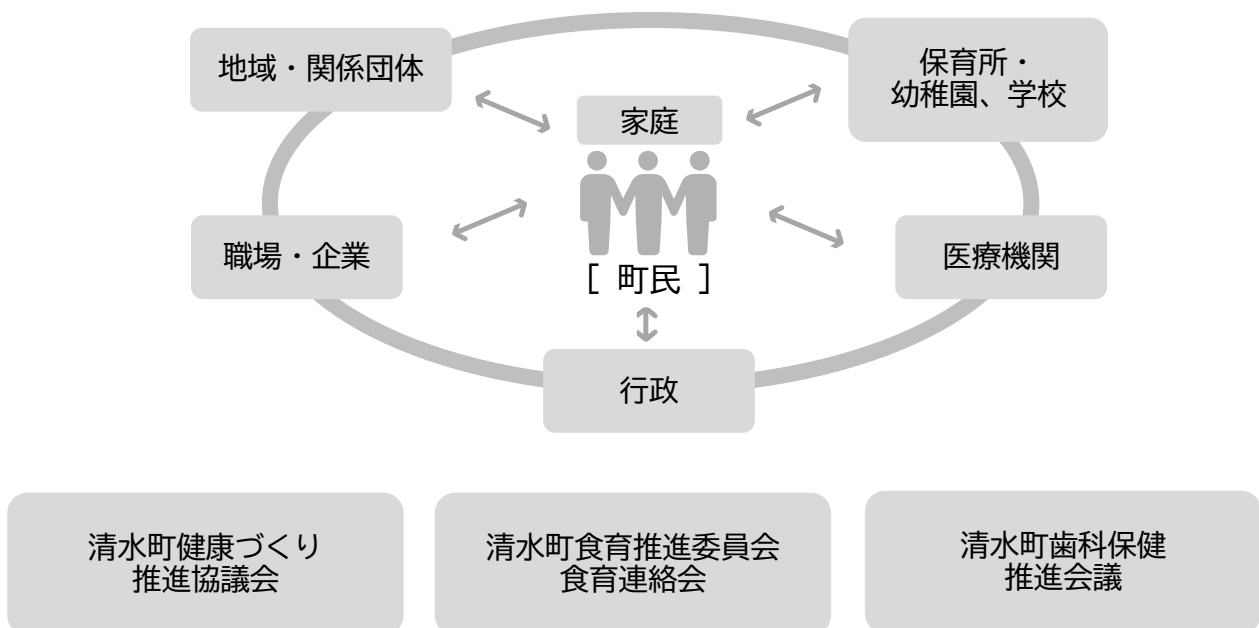 地域・関係団体
保育所・
幼稚園、学校
家庭
職場・企業
医療機関
[ 町民 ]
行政
清水町健康づくり
推進協議会
清水町食育推進委員会
食育連絡会
清水町歯科保健
推進会議